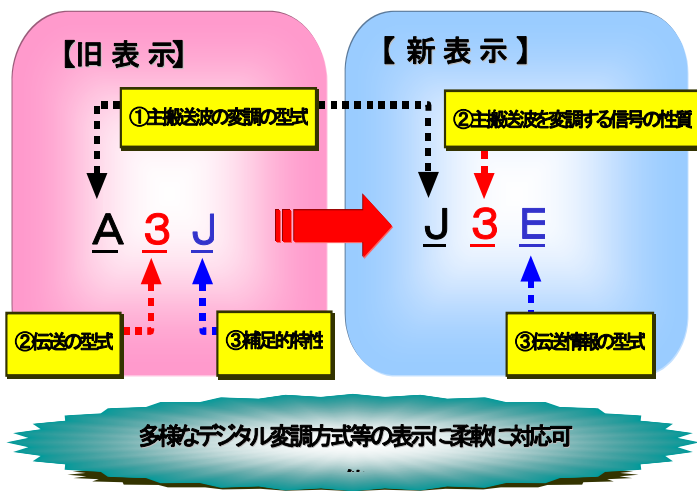 【旧表示】
【新表示】
①主搬送波の変調の型式
②主搬送波を変調する信号の性質
A 3 J
J 3 E
②伝送の型式
③補足的特性
③伝送情報の型式
多様なデジタル変調方式等の表示に柔軟に対応可